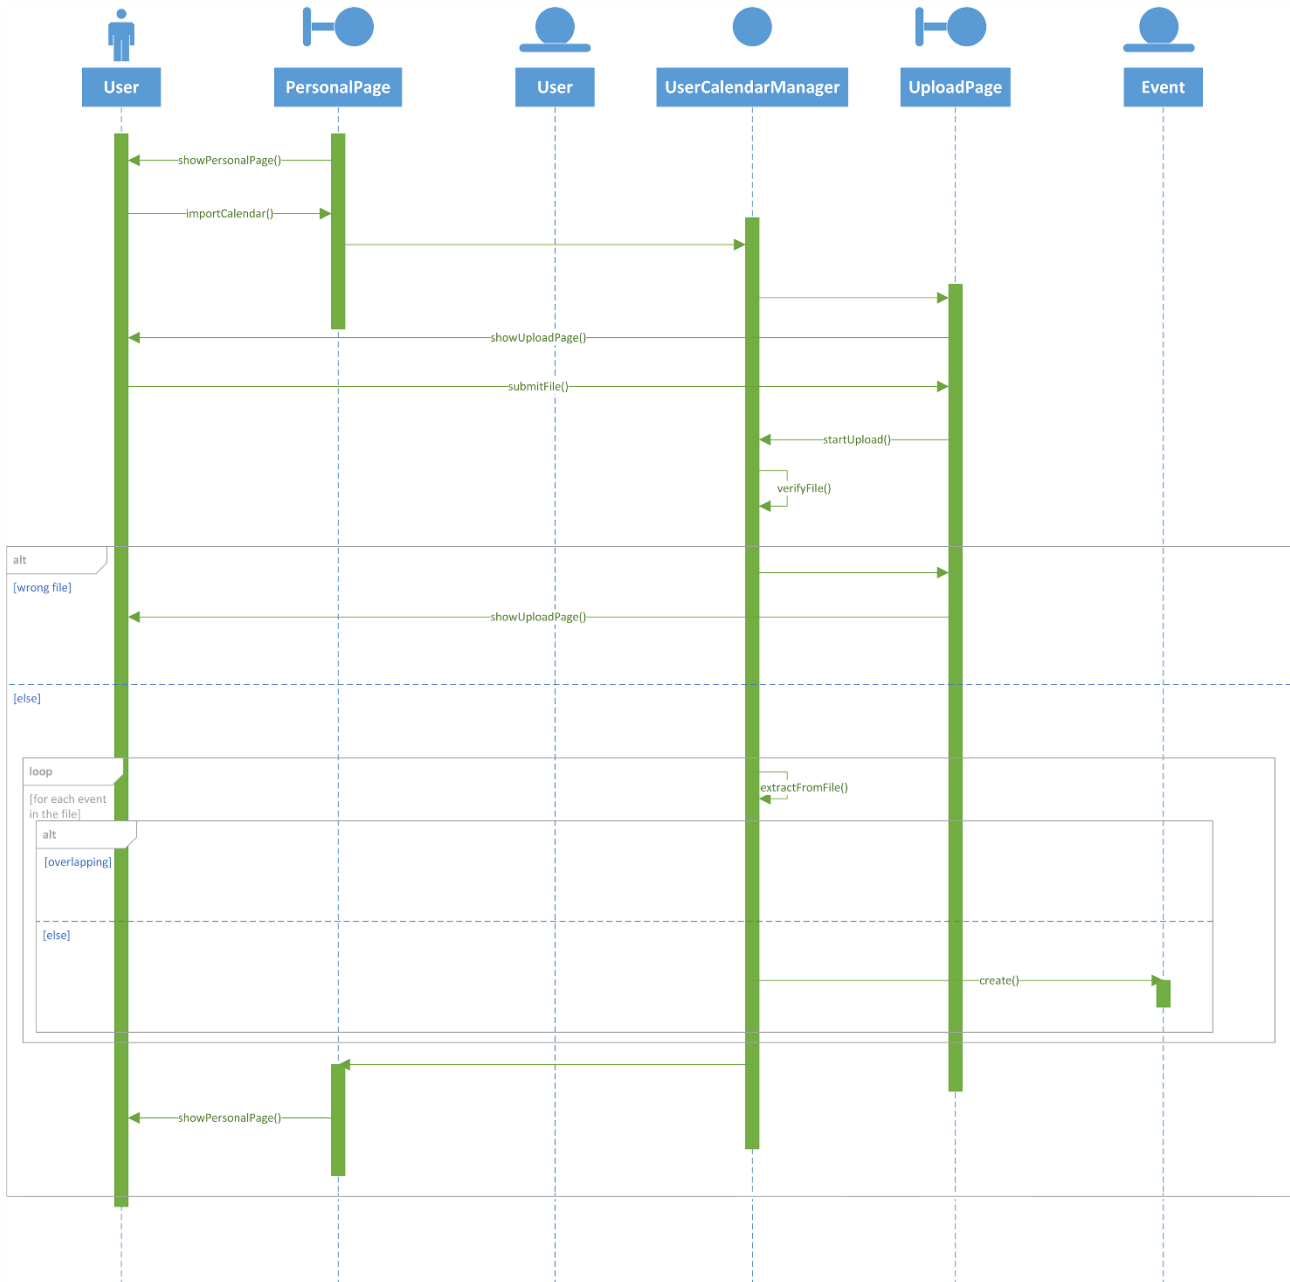 User
PersonalPage
User
UserCalendarManager
UploadPage
Event
showPersonalPage()
importCalendar()
showUploadPage()
submitFile()
startUpload()
verifyFile()
alt
[wrong file]
showUploadPage()
[else]
loop
extractFromFile()
[for each event
in the file]
alt
[overlapping]
[else]
create()
showPersonalPage()